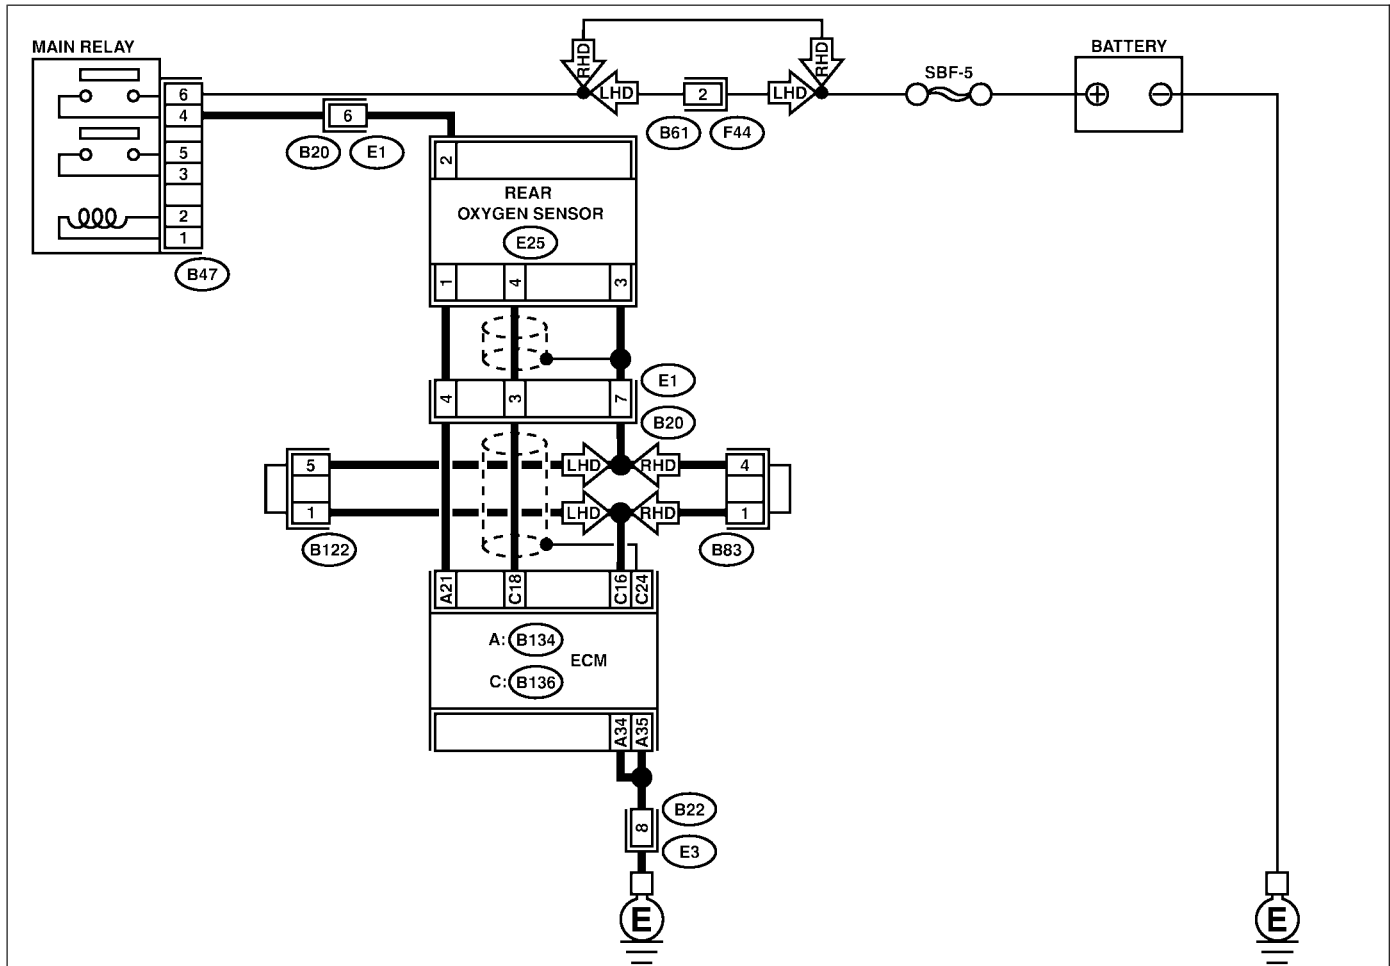 MAIN RELAY
BATTERY
SBF-5
RHD
RHD
LHD
2
LHD
+
−
6
4
5
3
2
1
6
B20
E1
B61
F44
B47
2
REAR
OXYGEN SENSOR
E25
1
4
3
E1
4
3
7
B20
5
1
LHD
RHD
LHD
RHD
4
1
B122
B83
A21
C18
C16
C24
A: B134
ECM
C: B136
A34
A35
B22
8
E3
E
E